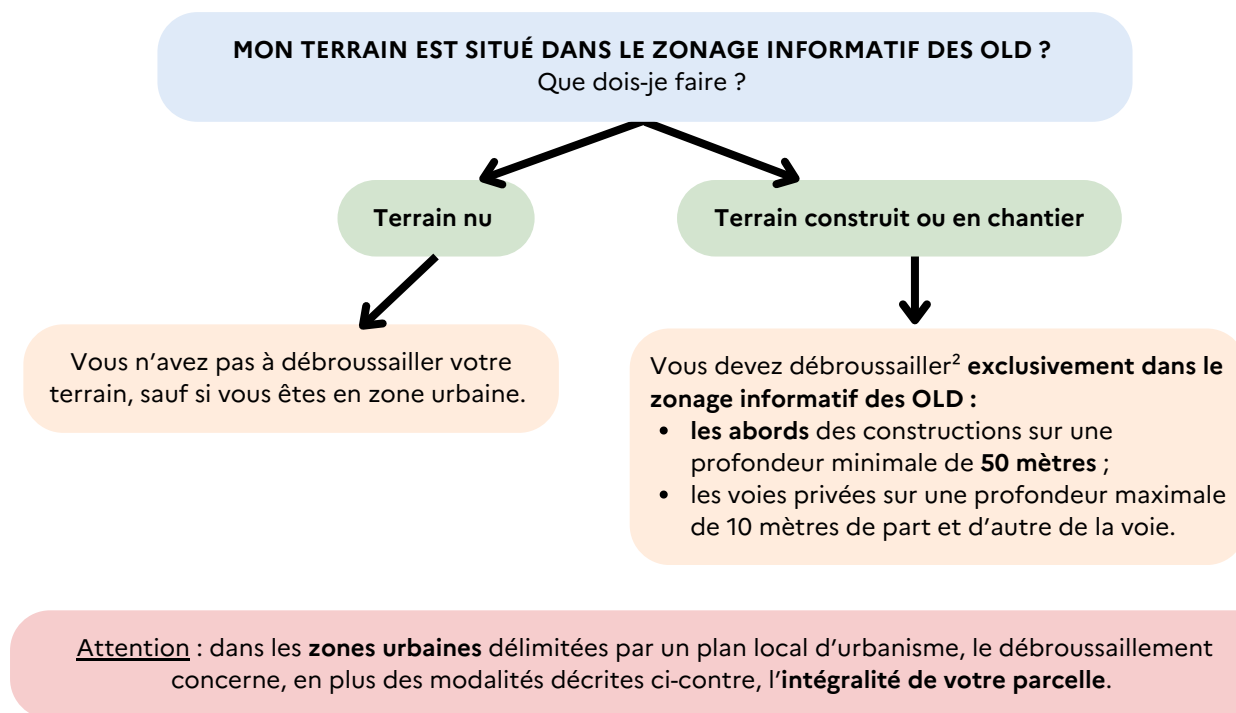 MON TERRAIN EST SITUÉ DANS LE ZONAGE INFORMATIF DES OLD ?
Que dois-je faire ?
Terrain nu
Terrain construit ou en chantier
Vous n'avez pas à débroussailler votre
terrain, sauf si vous êtes en zone urbaine.
Vous devez débroussailler² exclusivement dans le
zonage informatif des OLD :
• les abords des constructions sur une
profondeur minimale de 50 mètres ;
• les voies privées sur une profondeur maximale
de 10 mètres de part et d'autre de la voie.
Attention : dans les zones urbaines délimitées par un plan local d'urbanisme, le débroussaillement
concerne, en plus des modalités décrites ci-contre, l'intégralité de votre parcelle.